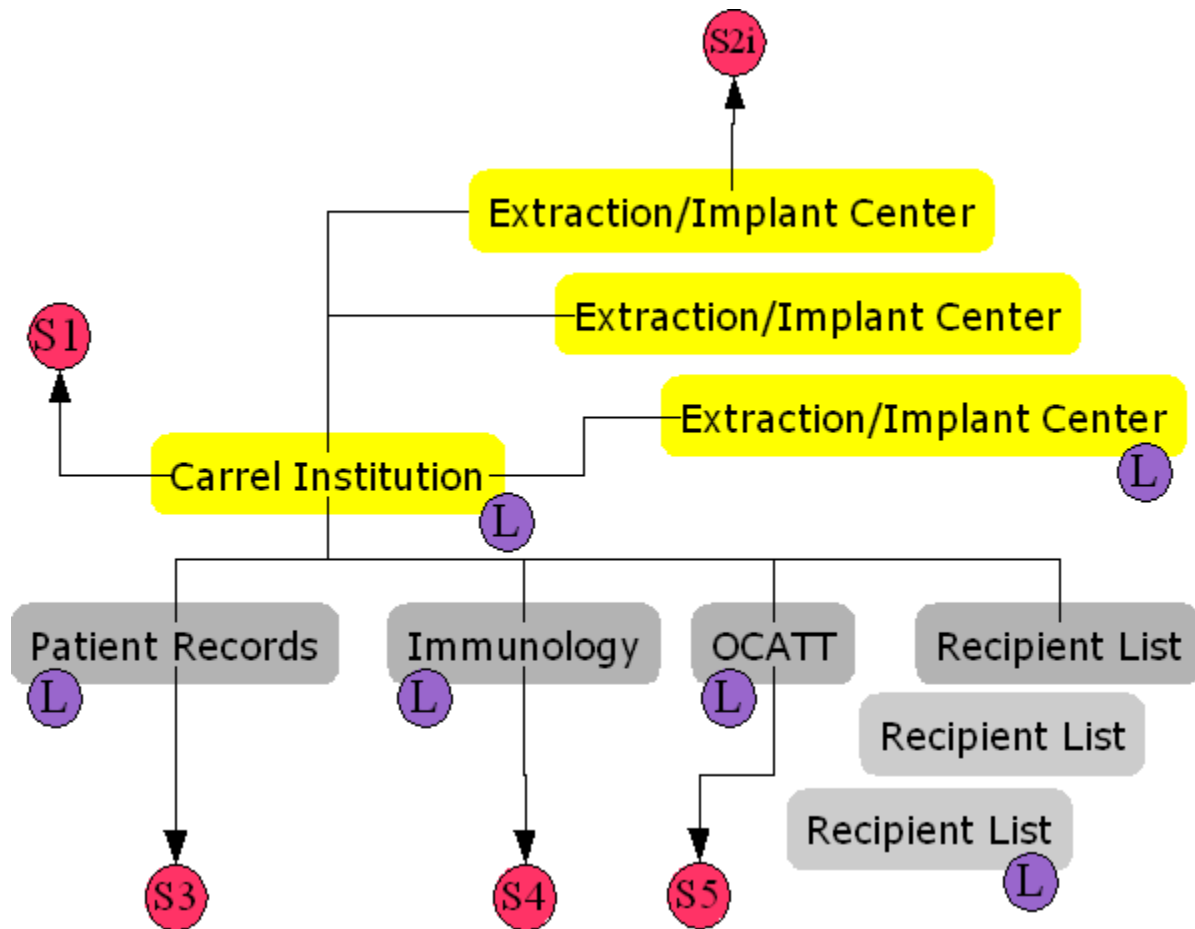 S2i
Extraction/Implant Center
Extraction/Implant Center
S1
Extraction/Implant Center
Carrel Institution
L
L
Patient Records
Immunology
OCATT
Recipient List
L
L
L
Recipient List
Recipient List
L
S3
S4
S5